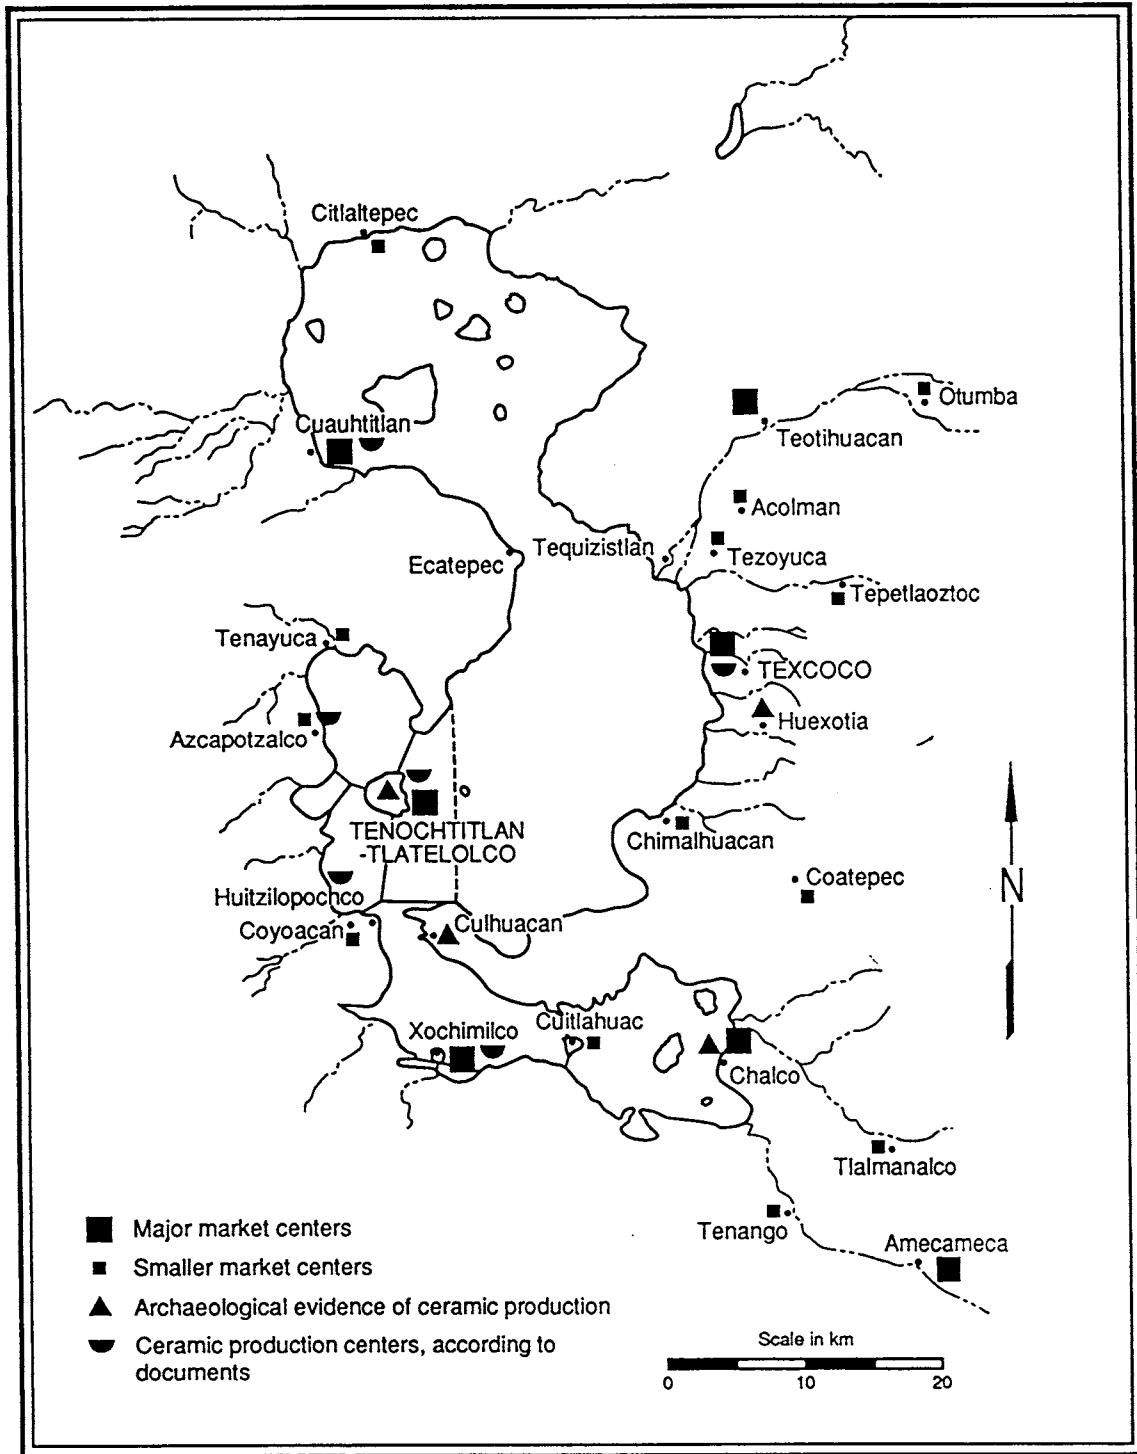 Citlaltepec
Otumba
Cuauhtitlan
Teotihuacan
Acolman
Tequizistlan
Tezoyuca
Ecatepec
Tepetlaoztoc
Tenayuca
TEXCOCO
Huexotla
Azcapotzalco
TENOCHTITLAN
-TLATELOLCO
Chimalhuacan
Coatepec
N
Huitzilopochco
Culhuacan
Coyoacan
Cuitlahuac
Xochimilco
Chalco
Tlalmanalco
Tenango
Amecameca
Major market centers
Smaller market centers
Archaeological evidence of ceramic production
Ceramic production centers, according to
documents
Scale in km
0 10 20